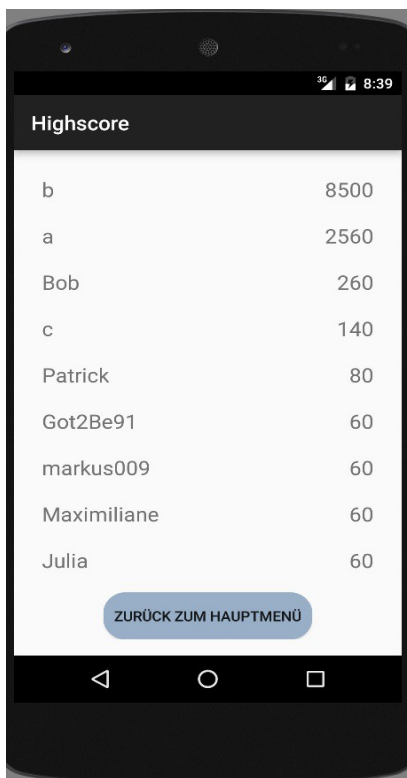 3G 8:39
Highscore
b 8500
a 2560
Bob 260
c 140
Patrick 80
Got2Be91 60
markus009 60
Maximiliane 60
Julia 60
ZURÜCK ZUM HAUPTMENÜ